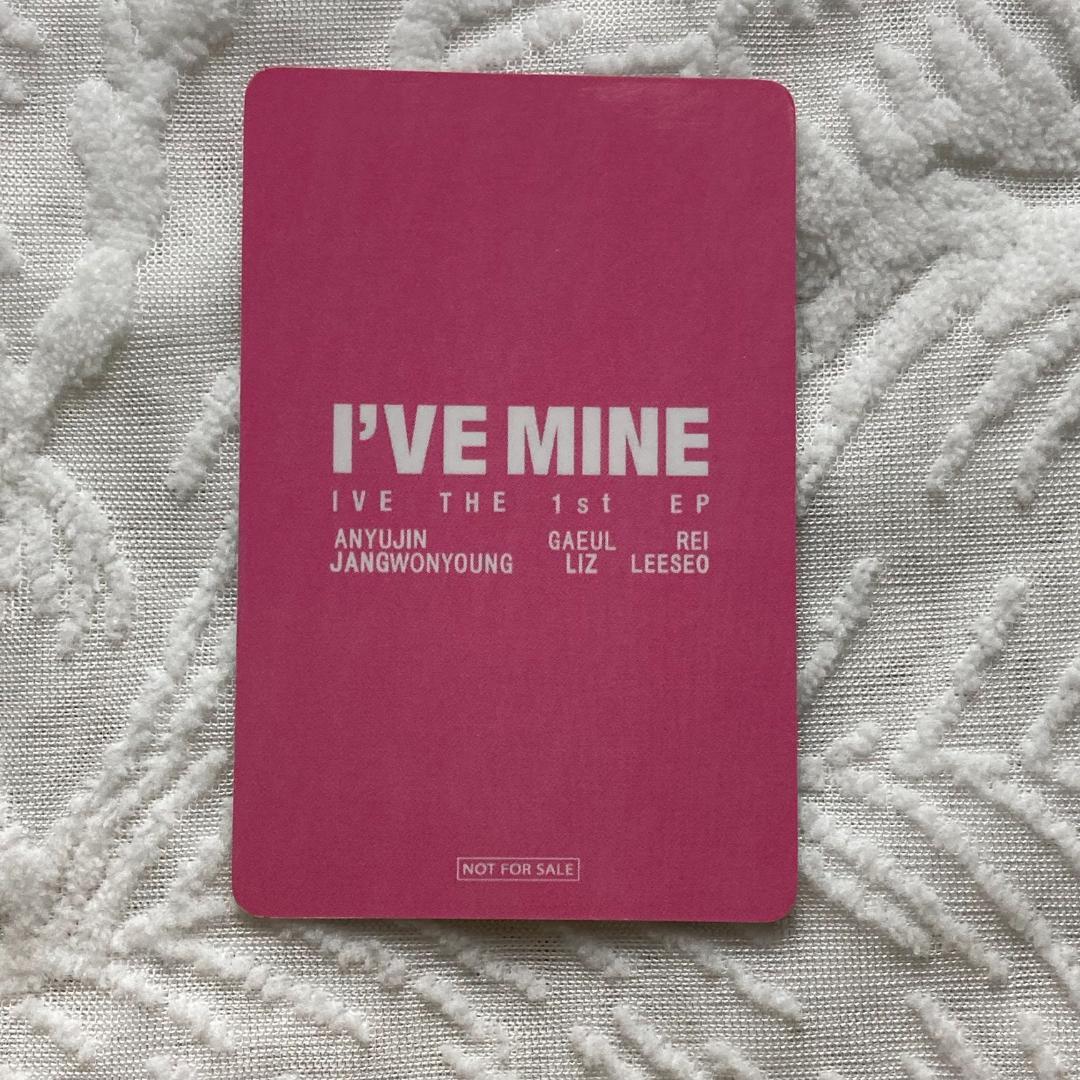 I'VE MINE
IVE THE 1st EP
ANYUJIN GAEUL REI
JANGWONYOUNG LIZ LEESEO
NOT FOR SALE